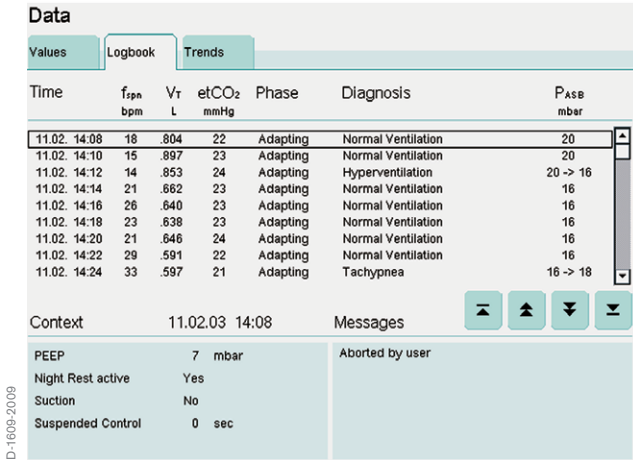 Data
Values Logbook Trends
Time fspn VT etCO2 Phase Diagnosis PASB
bpm L mmHg mbar
11.02. 14:08 18 .804 22 Adapting Normal Ventilation 20
11.02. 14:10 15 .897 23 Adapting Normal Ventilation 20
11.02. 14:12 14 .853 24 Adapting Hyperventilation 20 -> 16
11.02. 14:14 21 .662 23 Adapting Normal Ventilation 16
11.02. 14:16 26 .640 23 Adapting Normal Ventilation 16
11.02. 14:18 23 .638 23 Adapting Normal Ventilation 16
11.02. 14:20 21 .646 24 Adapting Normal Ventilation 16
11.02. 14:22 29 .591 22 Adapting Normal Ventilation 16
11.02. 14:24 33 .597 21 Adapting Tachypnea 16 -> 18
Context 11.02.03 14:08 Messages
PEEP 7 mbar Aborted by user
Night Rest active Yes
Suction No
Suspended Control 0 sec
D-1609-2009